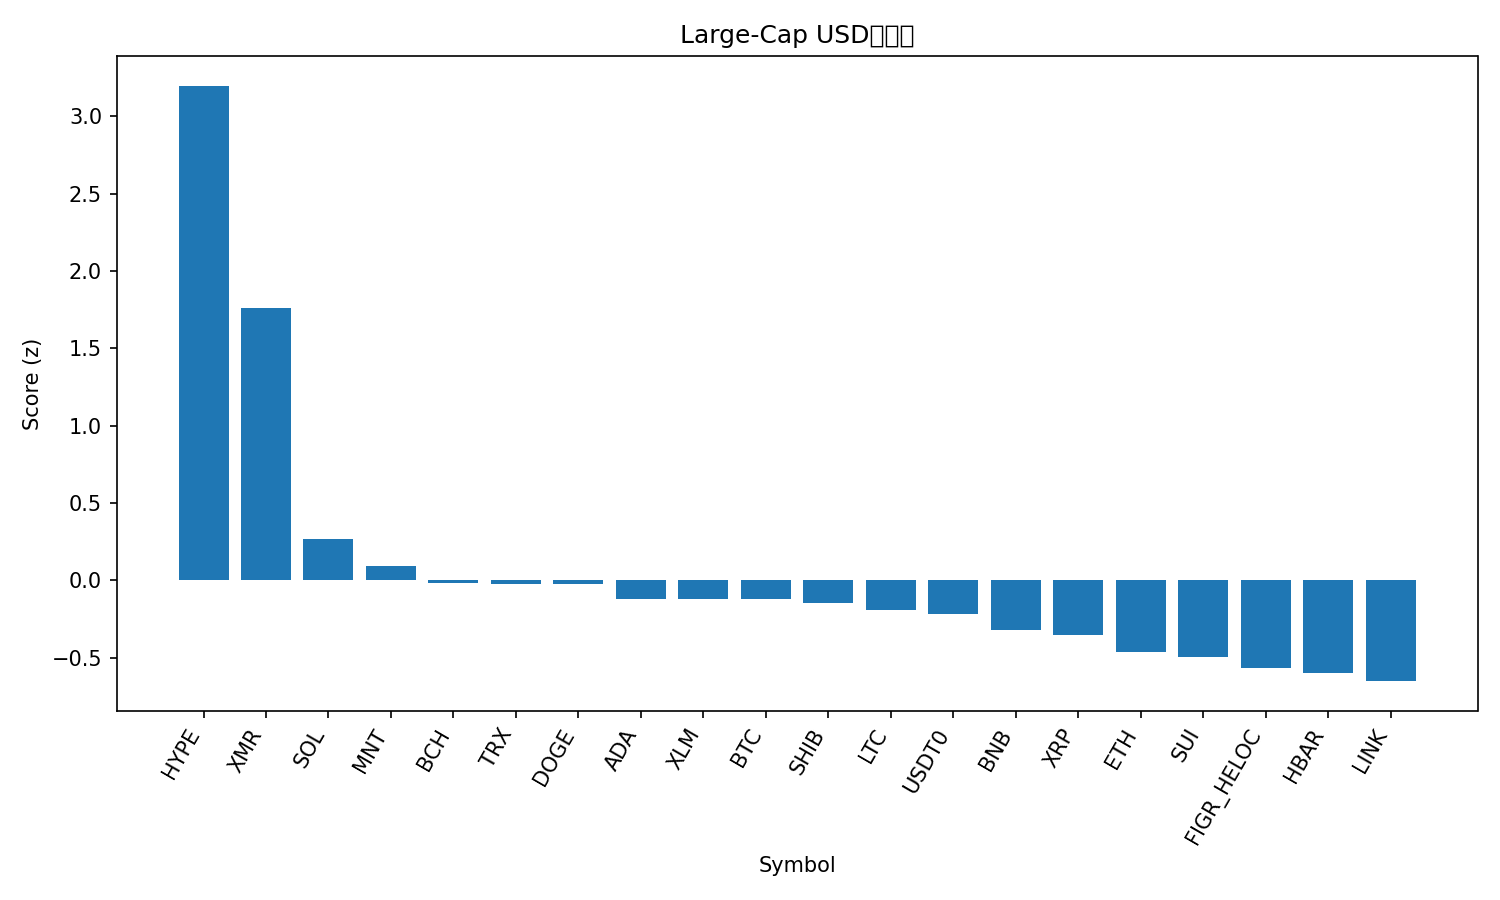 Large-Cap USD
Score (z)
3.0
2.5
2.0
1.5
1.0
0.5
0.0
−0.5
HYPE
XMR
SOL
MNT
BCH
TRX
DOGE
ADA
XLM
BTC
SHIB
LTC
USDT0
BNB
XRP
ETH
SUI
FIGR_HELOC
HBAR
LINK
Symbol